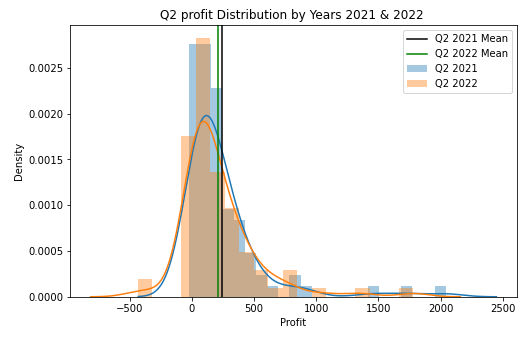 Q2 profit Distribution by Years 2021 & 2022
Q2 2021 Mean
Q2 2022 Mean
Q2 2021
Q2 2022
Density
0.0025
0.0020
0.0015
0.0010
0.0005
0.0000
−500
0
500
1000
1500
2000
2500
Profit